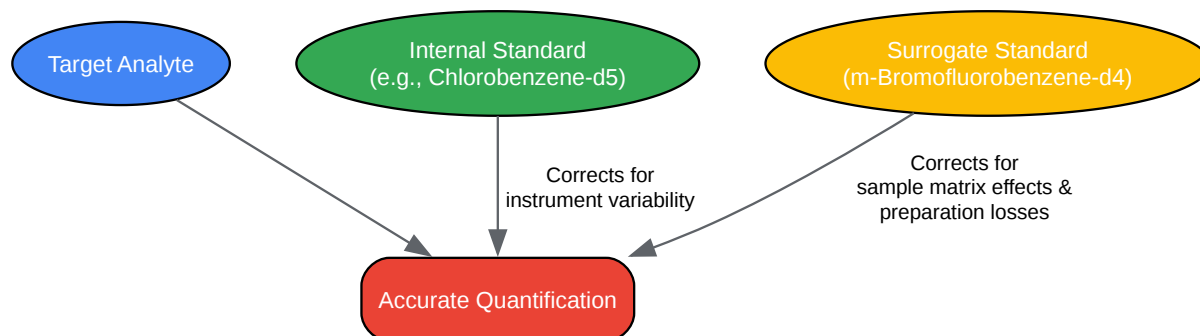 Target Analyte
Internal Standard
(e.g., Chlorobenzene-d5)
Surrogate Standard
(m-Bromofluorobenzene-d4)
Corrects for
instrument variability
Corrects for
sample matrix effects &
preparation losses
Accurate Quantification